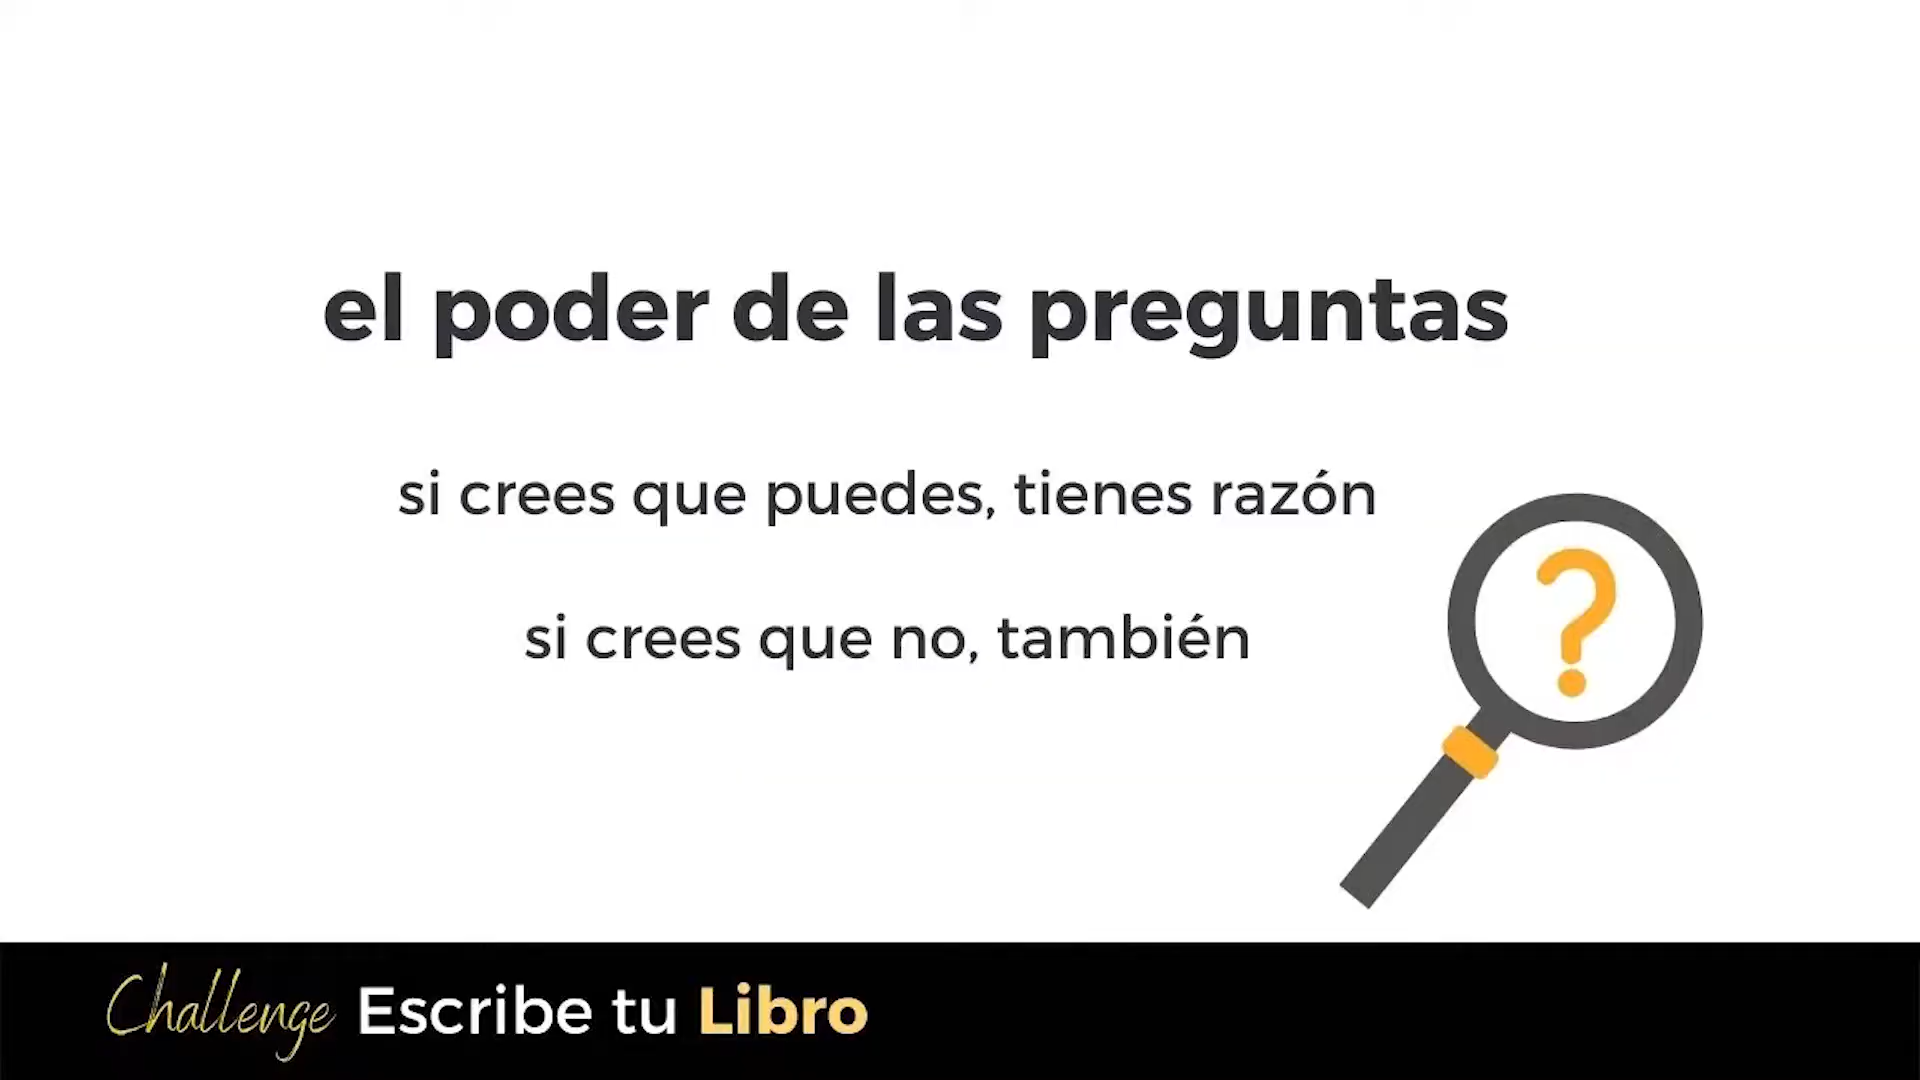 el poder de las preguntas
si crees que puedes, tienes razón
si crees que no, también
?
Challenge Escribe tu Libro